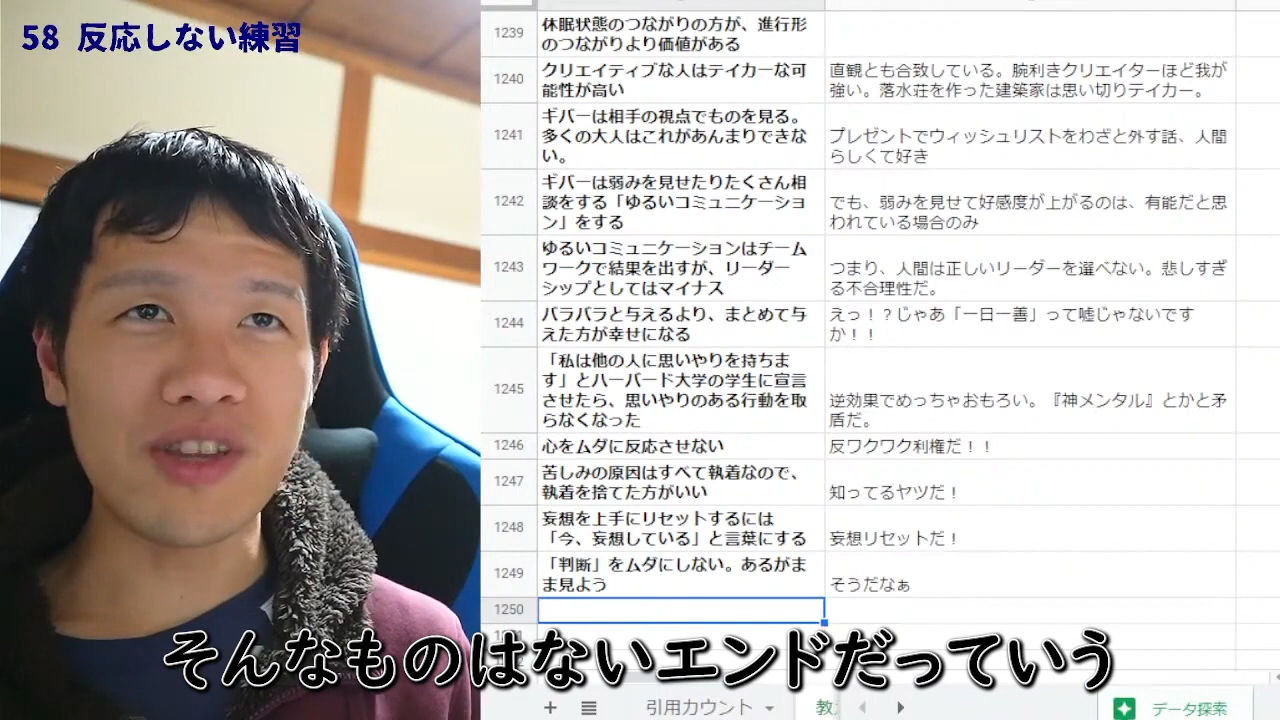 58 反応しない練習
1239
休眠状態のつながりの方が、進行形
のつながりより価値がある
1240
クリエイティブな人はテイカーな可
能性が高い
直観とも合致している。腕利きクリエイターほど我が
強い。落水荘を作った建築家は思い切りテイカー。
1241
ギバーは相手の視点でものを見る。
多くの大人はこれがあんまりできな
い。
プレゼントでウィッシュリストをわざと外す話、人間
らしくて好き
1242
ギバーは弱みを見せたりたくさん相
談をする「ゆるいコミュニケーショ
ン」をする
でも、弱みを見せて好感度が上がるのは、有能だと思
われている場合のみ
1243
ゆるいコミュニケーションはチーム
ワークで結果を出すが、リーダー
シップとしてはマイナス
つまり、人間は正しいリーダーを選べない。悲しすぎ
る不合理性だ。
1244
バラバラと与えるより、まとめて与
えた方が幸せになる
えっ！？じゃあ「一日一善」って嘘じゃないです
か！！
1245
「私は他の人に思いやりを持ちま
す」とハーバード大学の学生に宣言
させたら、思いやりのある行動を取
らなくなった
逆効果でめっちゃおもろい。『神メンタル』とかと矛
盾だ。
1246
心をムダに反応させない
反ワクワク利権だ！！
1247
苦しみの原因はすべて執着なので、
執着を捨てた方がいい
知ってるヤツだ！
1248
妄想を上手にリセットするには
「今、妄想している」と言葉にする
妄想リセットだ！
1249
「判断」をムダにしない。あるがま
ま見よう
そうだなぁ
1250
そんなものはないエンドだっていう
引用カウント
教
データ探索